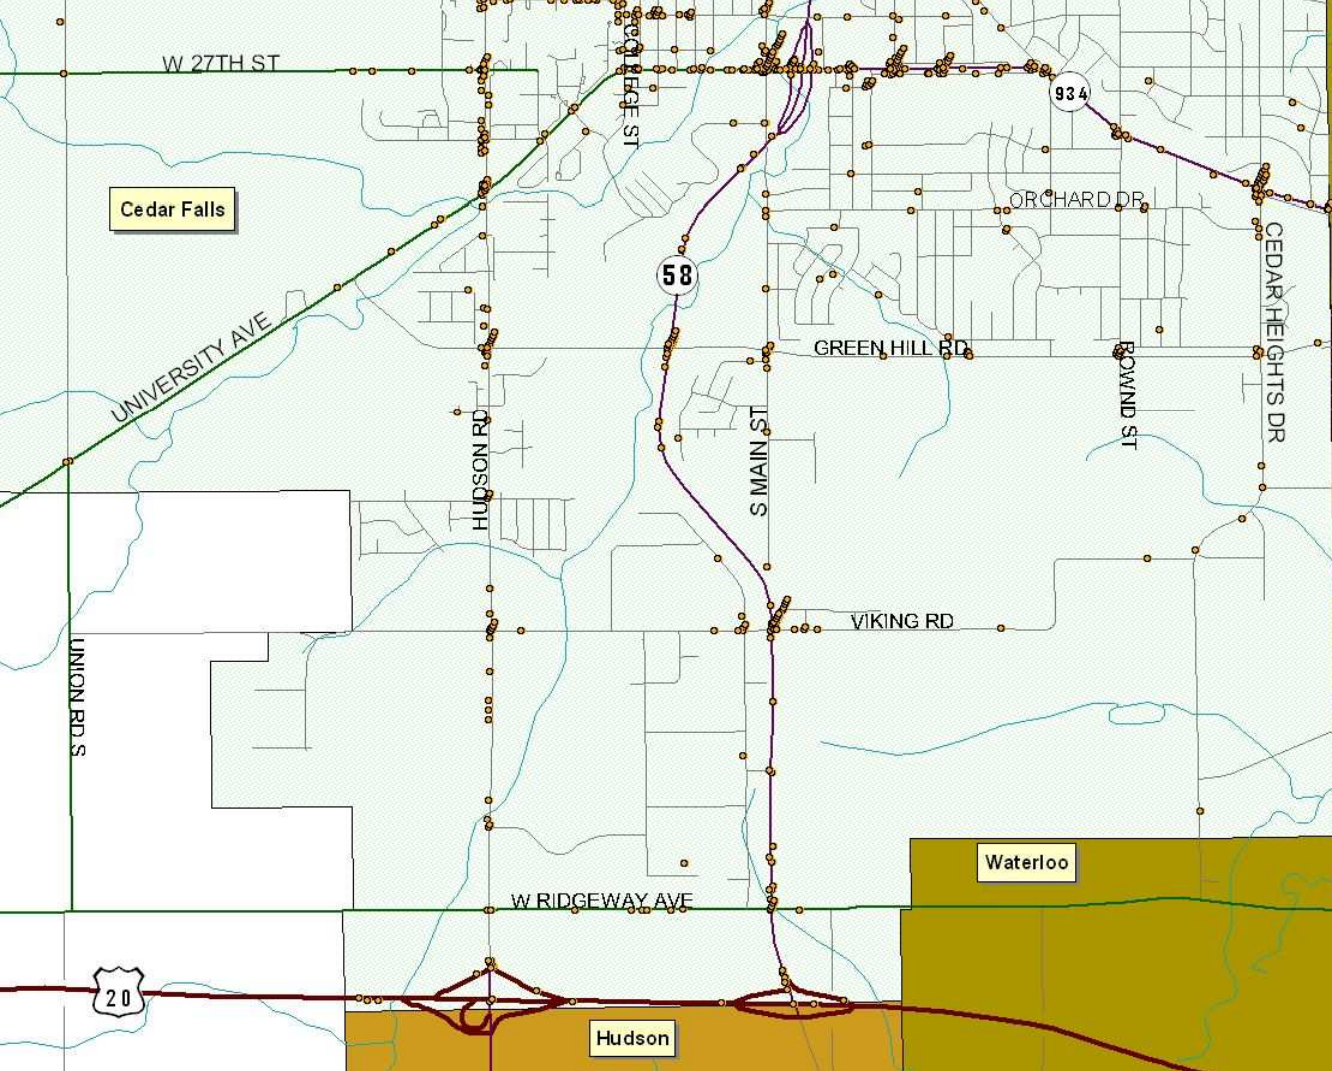 W 27TH ST
COLLEGE ST
934
Cedar Falls
ORCHARD DR
CEDAR HEIGHTS DR
58
UNIVERSITY AVE
GREEN HILL RD
ROWND ST
HUDSON RD
S MAIN ST
VIKING RD
UNION RD S
Waterloo
W RIDGEWAY AVE
20
Hudson